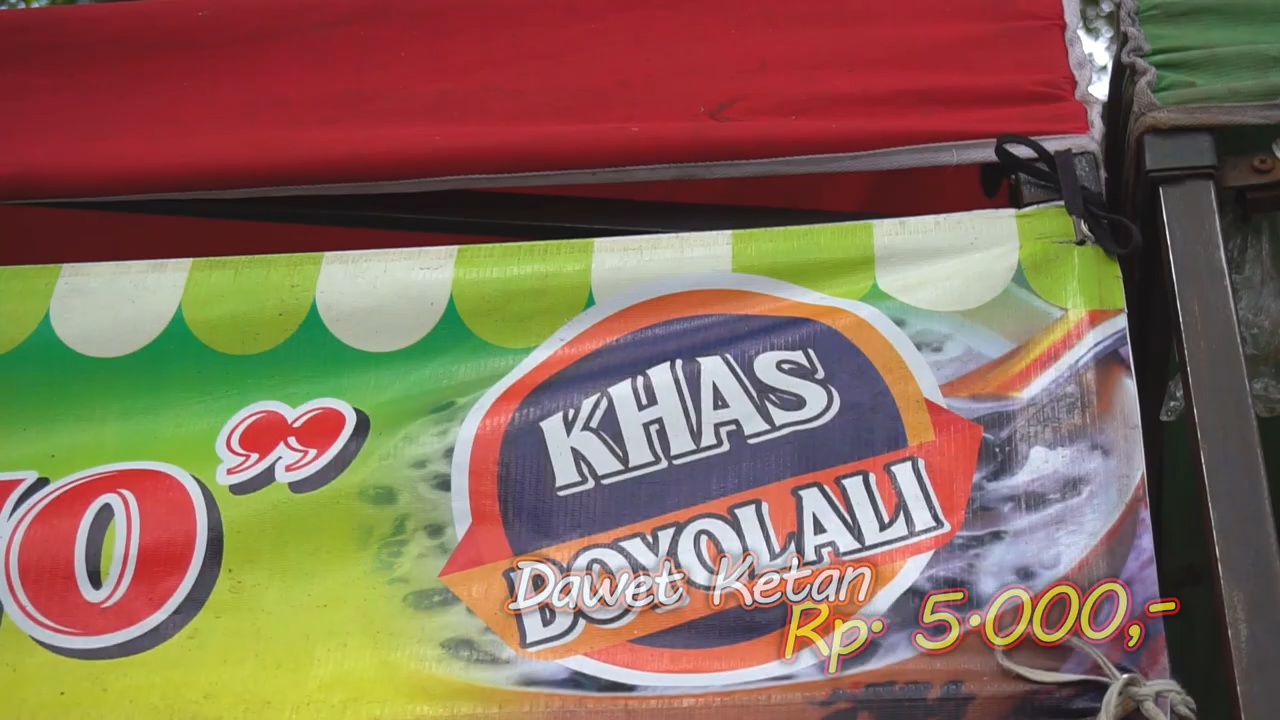 KHAS
BOYOLALI
O”
Dawet Ketan
Rp. 5.000,-